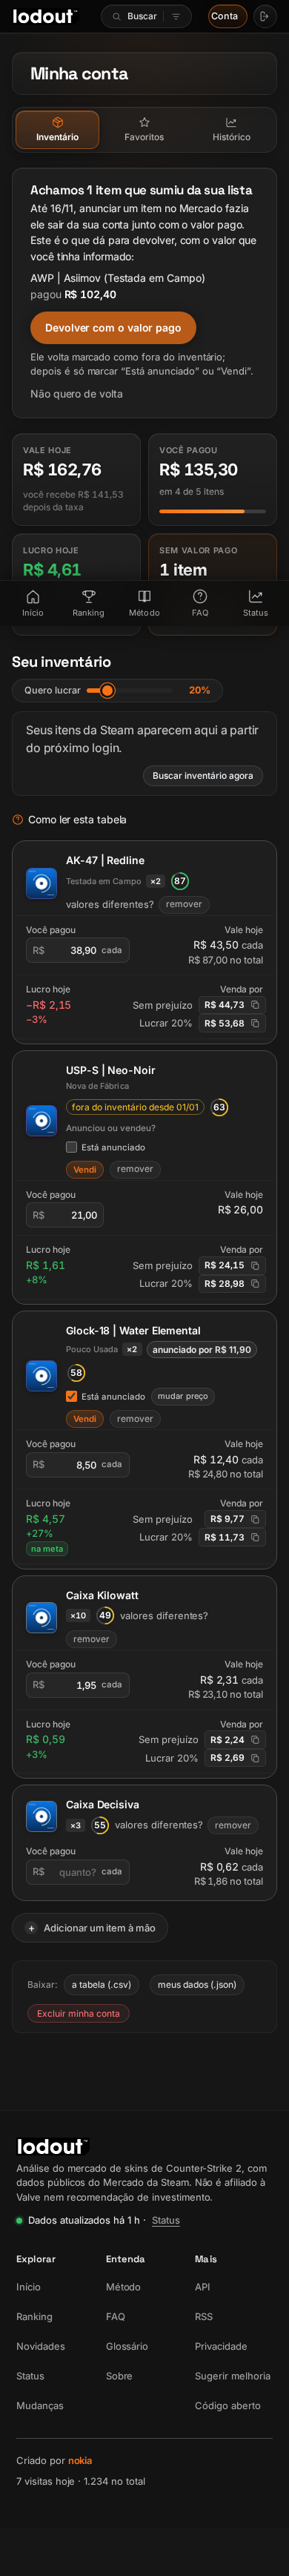 lodout™
Buscar
Conta
Minha conta
Inventário
Favoritos
Histórico
Achamos 1 item que sumiu da sua lista
Até 16/11, anunciar um item no Mercado fazia
ele sair da sua conta junto com o valor pago.
Este é o que dá para devolver, com o valor que
você tinha informado:
AWP | Asiimov (Testada em Campo)
pagou R$ 102,40
Devolver com o valor pago
Ele volta marcado como fora do inventário;
depois é só marcar “Está anunciado” ou “Vendi”.
Não quero de volta
VALE HOJE
R$ 162,76
você recebe R$ 141,53
depois da taxa
VOCÊ PAGOU
R$ 135,30
em 4 de 5 itens
LUCRO HOJE
R$ 4,61
SEM VALOR PAGO
1 item
Início
Ranking
Método
FAQ
Status
Seu inventário
Quero lucrar
20%
Seus itens da Steam aparecem aqui a partir
do próximo login.
Buscar inventário agora
Como ler esta tabela
AK-47 | Redline
Testada em Campo ×2 87
valores diferentes? remover
Você pagou
Vale hoje
R$ 38,90 cada
R$ 43,50 cada
R$ 87,00 no total
Lucro hoje
Venda por
−R$ 2,15
Sem prejuízo R$ 44,73
−3%
Lucrar 20% R$ 53,68
USP-S | Neo-Noir
Nova de Fábrica
fora do inventário desde 01/01 63
Anunciou ou vendeu?
Está anunciado
Vendi remover
Você pagou
Vale hoje
R$ 21,00
R$ 26,00
Lucro hoje
Venda por
R$ 1,61
Sem prejuízo R$ 24,15
+8%
Lucrar 20% R$ 28,98
Glock-18 | Water Elemental
Pouco Usada ×2 anunciado por R$ 11,90
58
Está anunciado mudar preço
Vendi remover
Você pagou
Vale hoje
R$ 8,50 cada
R$ 12,40 cada
R$ 24,80 no total
Lucro hoje
Venda por
R$ 4,57
Sem prejuízo R$ 9,77
+27%
Lucrar 20% R$ 11,73
na meta
Caixa Kilowatt
×10 49 valores diferentes?
remover
Você pagou
Vale hoje
R$ 1,95 cada
R$ 2,31 cada
R$ 23,10 no total
Lucro hoje
Venda por
R$ 0,59
Sem prejuízo R$ 2,24
+3%
Lucrar 20% R$ 2,69
Caixa Decisiva
×3 55 valores diferentes? remover
Você pagou
Vale hoje
R$ quanto? cada
R$ 0,62 cada
R$ 1,86 no total
+ Adicionar um item à mão
Baixar: a tabela (.csv) meus dados (.json)
Excluir minha conta
lodout™
Análise do mercado de skins de Counter-Strike 2, com
dados públicos do Mercado da Steam. Não é afiliado à
Valve nem recomendação de investimento.
Dados atualizados há 1 h · Status
Explorar
Entenda
Mais
Início
Método
API
Ranking
FAQ
RSS
Novidades
Glossário
Privacidade
Status
Sobre
Sugerir melhoria
Mudanças
Código aberto
Criado por nokia
7 visitas hoje · 1.234 no total